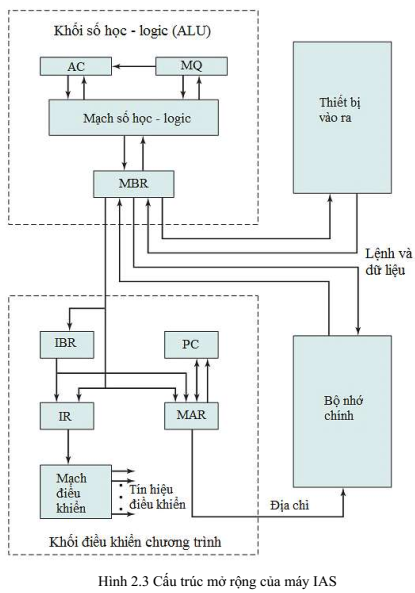 Khối số học - logic (ALU)
AC
MQ
Mạch số học - logic
MBR
Thiết bị
vào ra
Lệnh và
dữ liệu
IBR
PC
IR
MAR
Bộ nhớ
chính
Mạch
điều
khiển
Tín hiệu
điều khiển
Địa chỉ
Khối điều khiển chương trình
Hình 2.3 Cấu trúc mở rộng của máy IAS